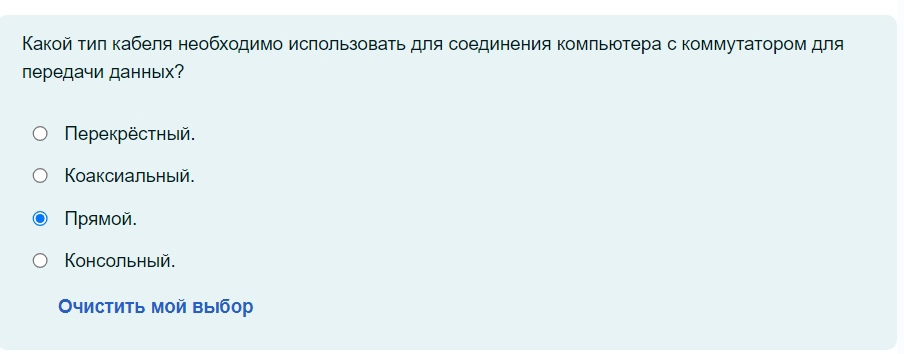 Какой тип кабеля необходимо использовать для соединения компьютера с коммутатором для
передачи данных?
Перекрёстный.
Коаксиальный.
Прямой.
Консольный.
Очистить мой выбор